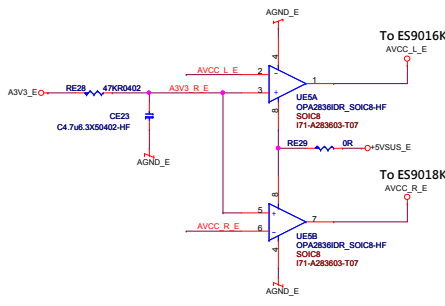 AGND_E
To ES9016K
AVCC_L_E
4
AVCC_L_E
2
1
RE28
47KR0402
A3V3_E
A3V3_R_E
3
8
UE5A
OPA2836IDR_SOIC8-HF
SOIC8
I71-A283603-T07
CE23
C4.7u6.3X50402-HF
AGND_E
RE29
0R
+5VSUS_E
To ES9018K
AVCC_R_E
8
5
7
AVCC_R_E
6
4
UE5B
OPA2836IDR_SOIC8-HF
SOIC8
I71-A283603-T07
AGND_E